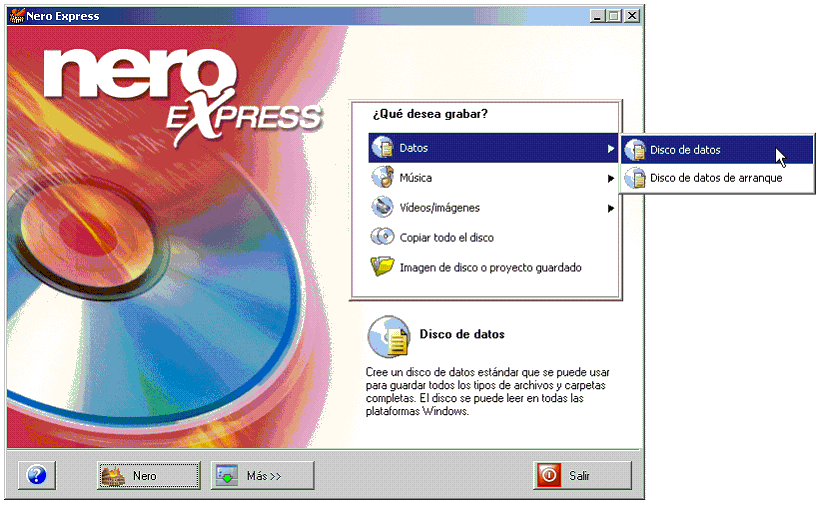 Nero Express
nero
EXPRESS
¿Qué desea grabar?
Datos
Disco de datos
Disco de datos de arranque
Música
Vídeos/imágenes
Copiar todo el disco
Imagen de disco o proyecto guardado
Disco de datos
Cree un disco de datos estándar que se puede usar
para guardar todos los tipos de archivos y carpetas
completas. El disco se puede leer en todas las
plataformas Windows.
?
Nero
Más >>
Salir